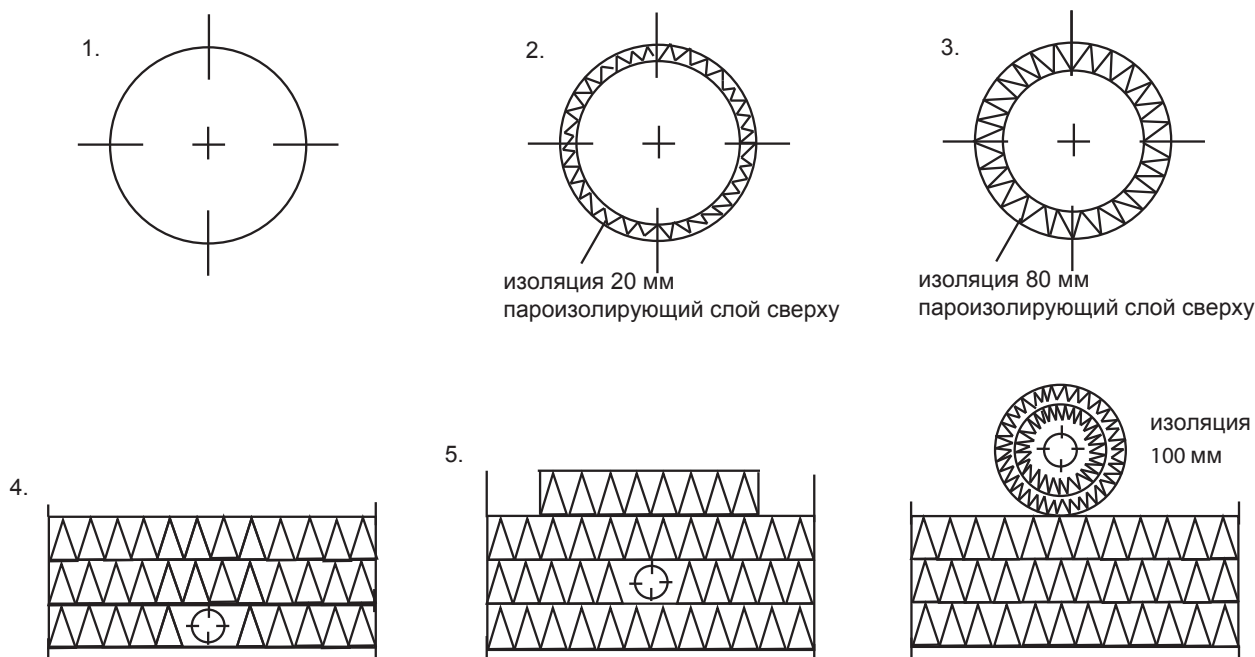 1.
2.
3.
изоляция 20 мм
пароизолирующий слой сверху
изоляция 80 мм
пароизолирующий слой сверху
4.
5.
изоляция
100 мм